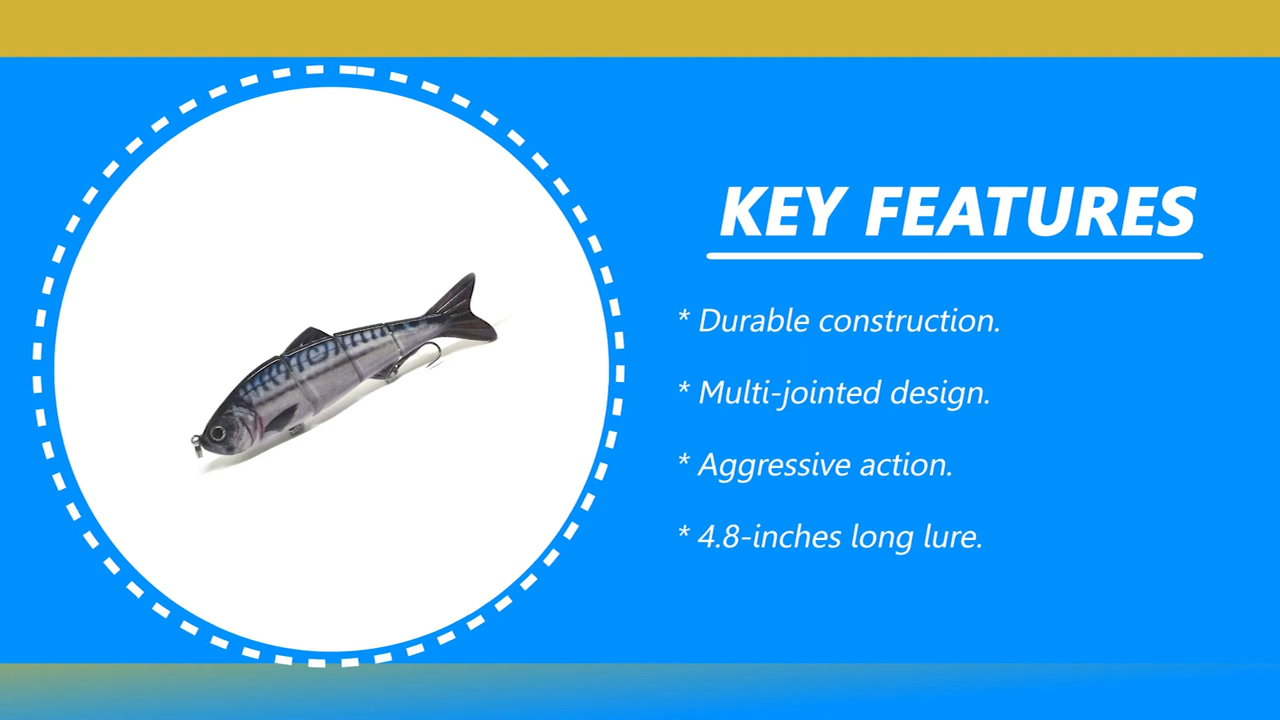 KEY FEATURES
* Durable construction.
* Multi-jointed design.
* Aggressive action.
* 4.8-inches long lure.